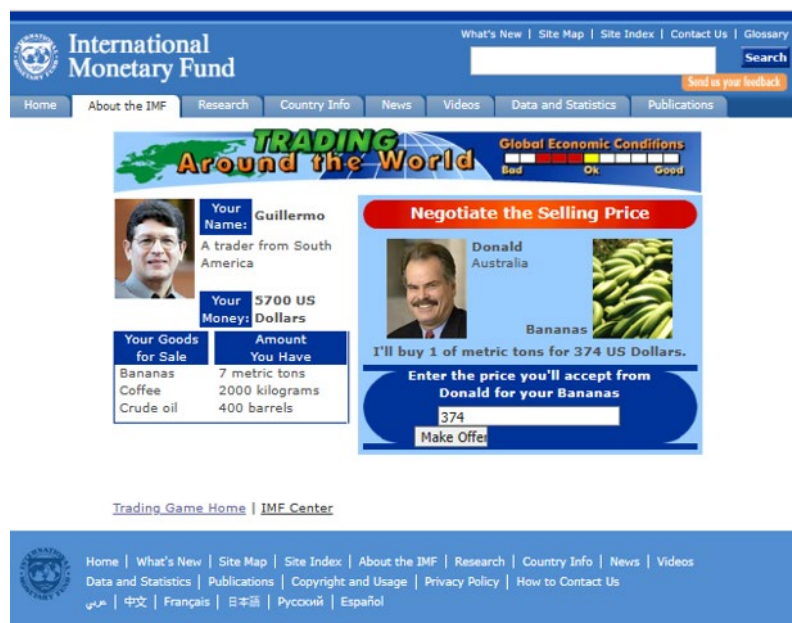 What's New | Site Map | Site Index | Contact Us | Glossary
International
Monetary Fund
Search
Send us your feedback
Home About the IMF Research Country Info News Videos Data and Statistics Publications
TRADING
Around the World
Global Economic Conditions
Bad Ok Good
Your Name: Guillermo
A trader from South
America
Your Money: 5700 US
Dollars
Your Goods for Sale Amount You Have
Bananas 7 metric tons
Coffee 2000 kilograms
Crude oil 400 barrels
Negotiate the Selling Price
Donald
Australia
Bananas
I'll buy 1 of metric tons for 374 US Dollars.
Enter the price you'll accept from
Donald for your Bananas
374
Make Offer
Trading Game Home | IMF Center
Home | What's New | Site Map | Site Index | About the IMF | Research | Country Info | News | Videos
Data and Statistics | Publications | Copyright and Usage | Privacy Policy | How to Contact Us
عربي | 中文 | Français | 日本語 | Русский | Español